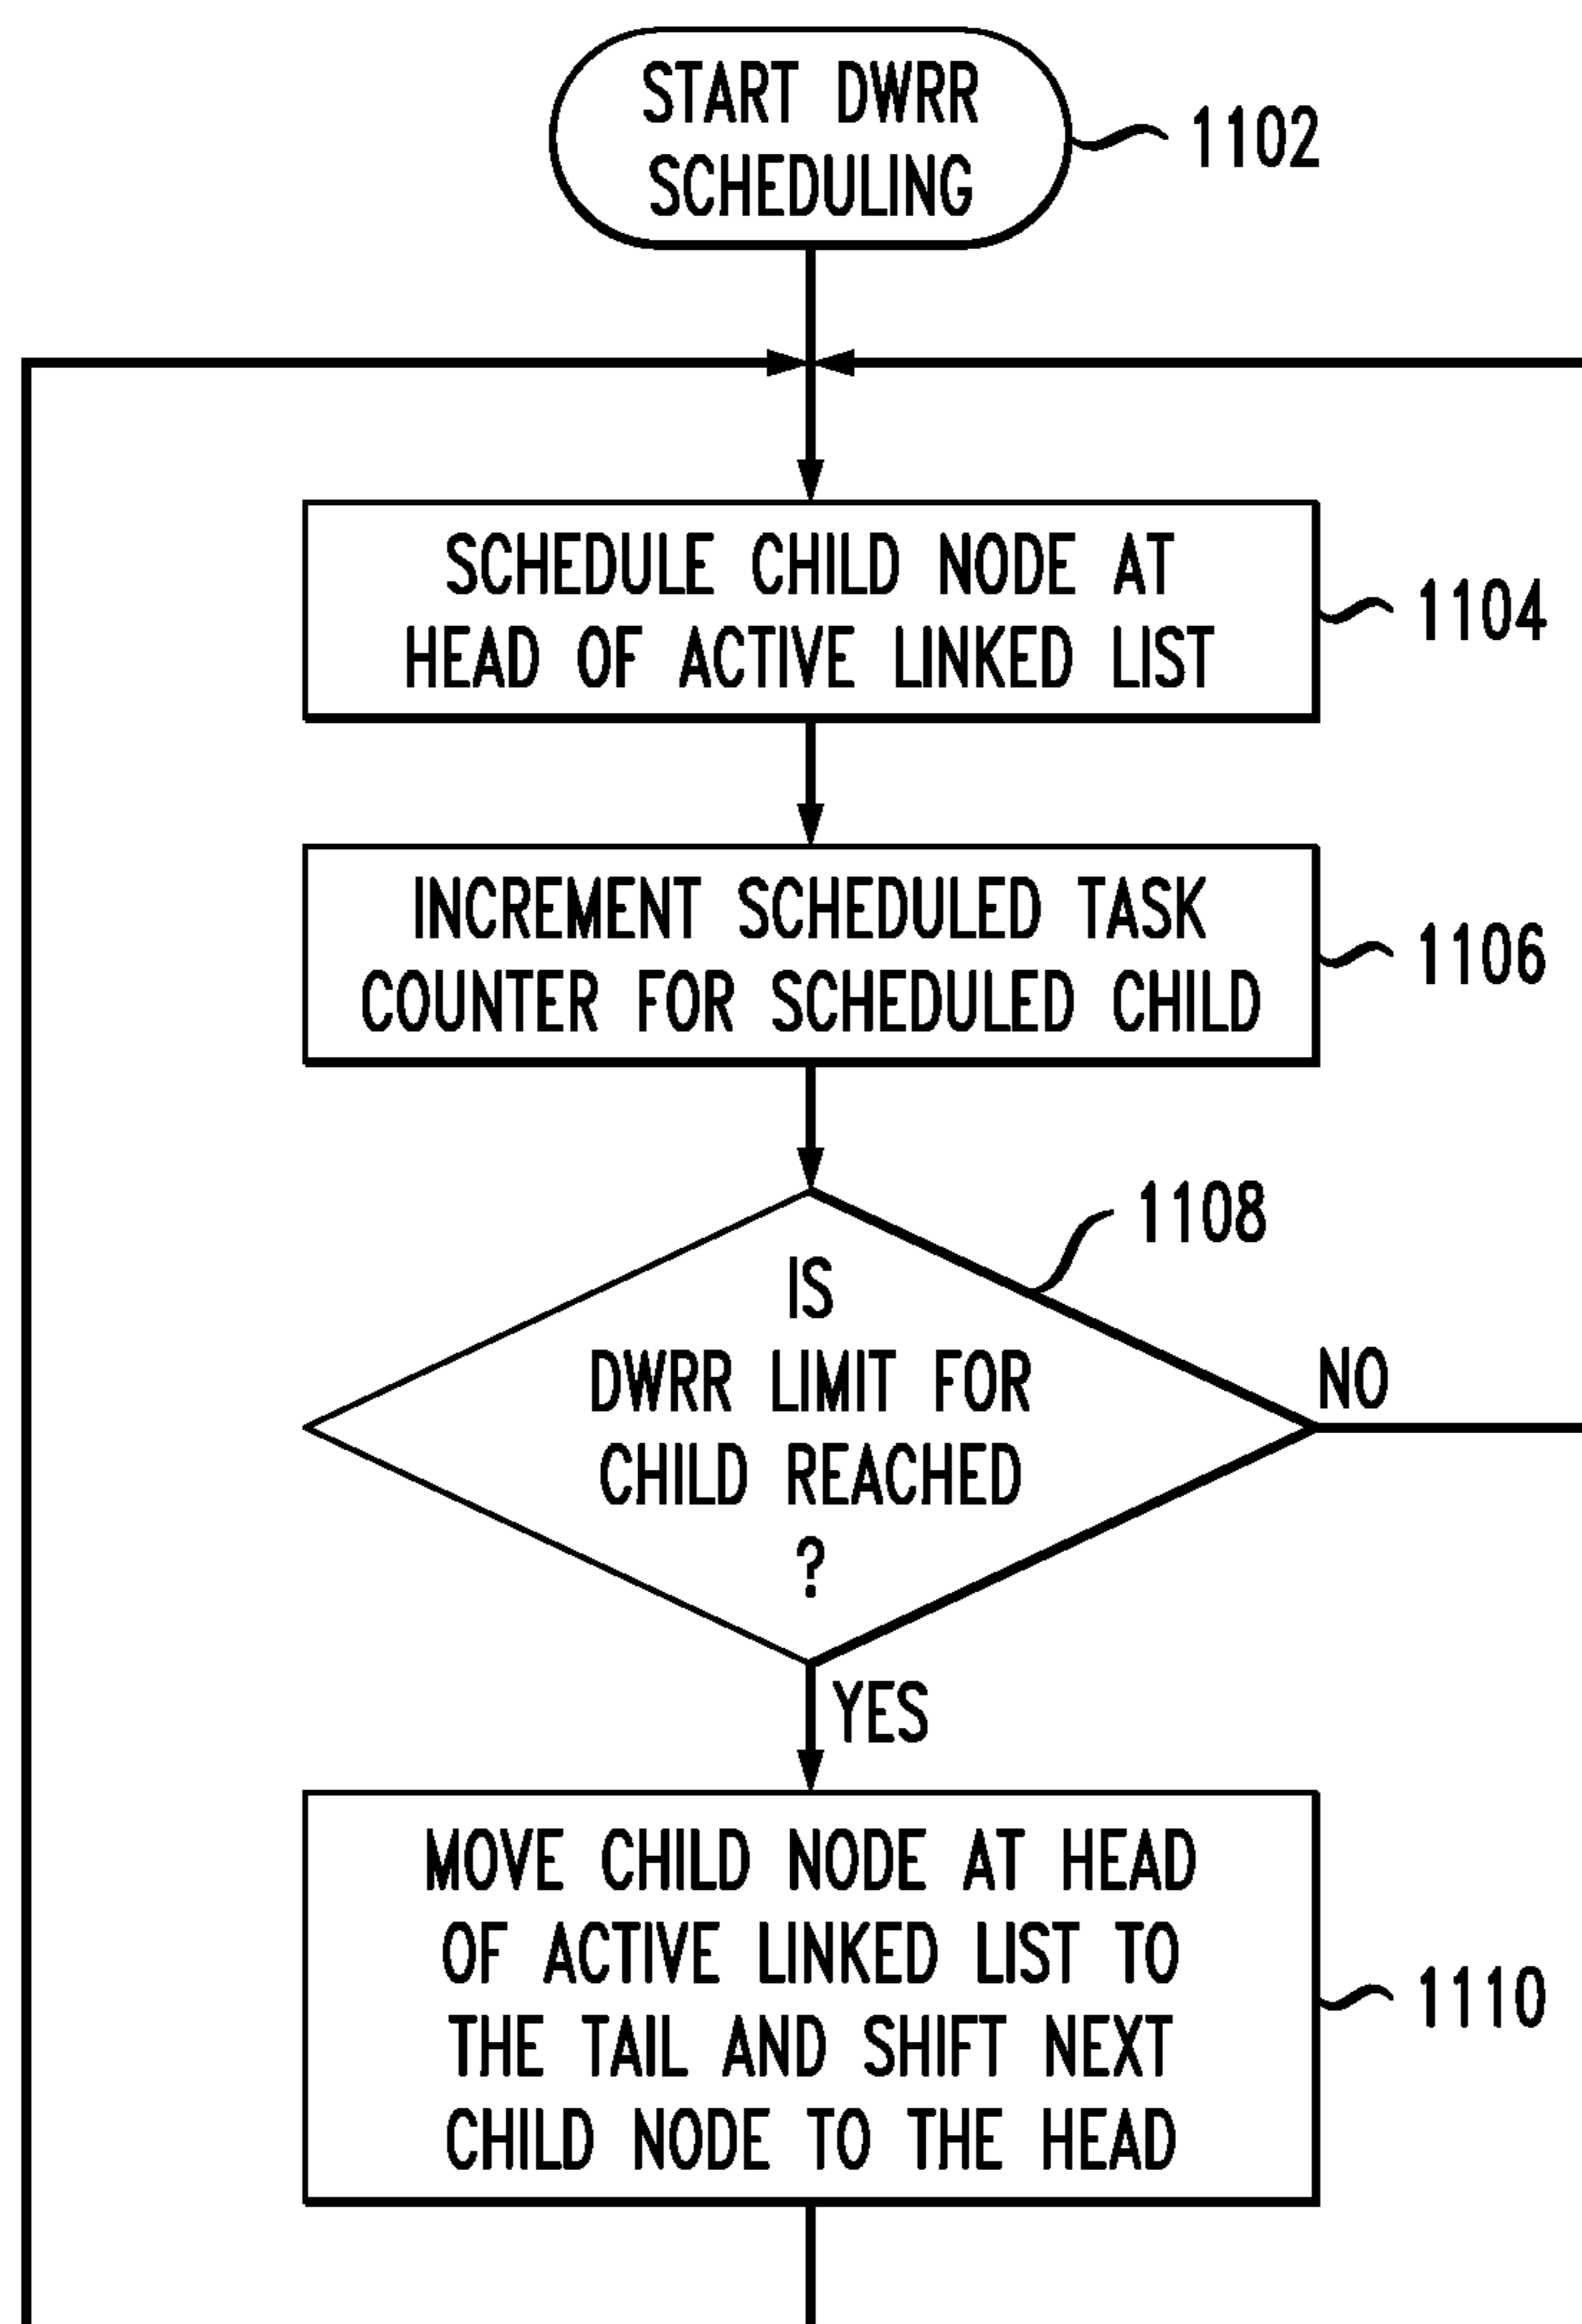 START DWRR
SCHEDULING
1102
SCHEDULE CHILD NODE AT
HEAD OF ACTIVE LINKED LIST
1104
INCREMENT SCHEDULED TASK
COUNTER FOR SCHEDULED CHILD
1106
1108
IS
DWRR LIMIT FOR
CHILD REACHED
?
NO
YES
MOVE CHILD NODE AT HEAD
OF ACTIVE LINKED LIST TO
THE TAIL AND SHIFT NEXT
CHILD NODE TO THE HEAD
1110